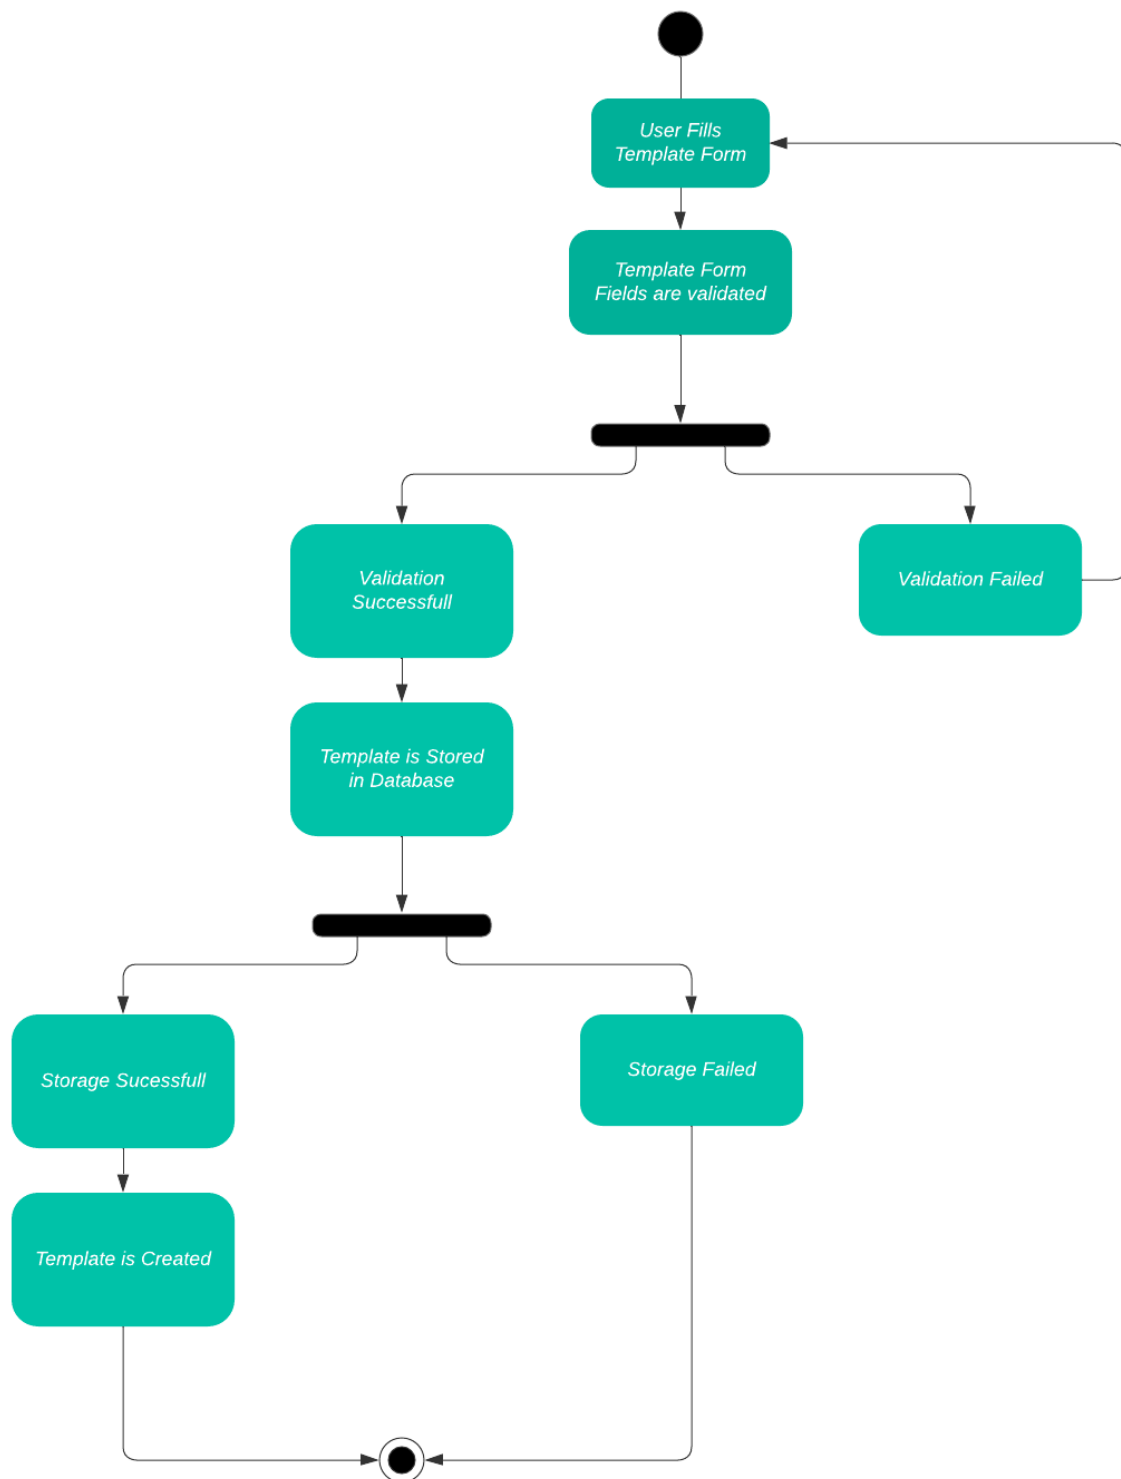 User Fills
Template Form
Template Form
Fields are validated
Validation
Successfull
Validation Failed
Template is Stored
in Database
Storage Sucessfull
Storage Failed
Template is Created